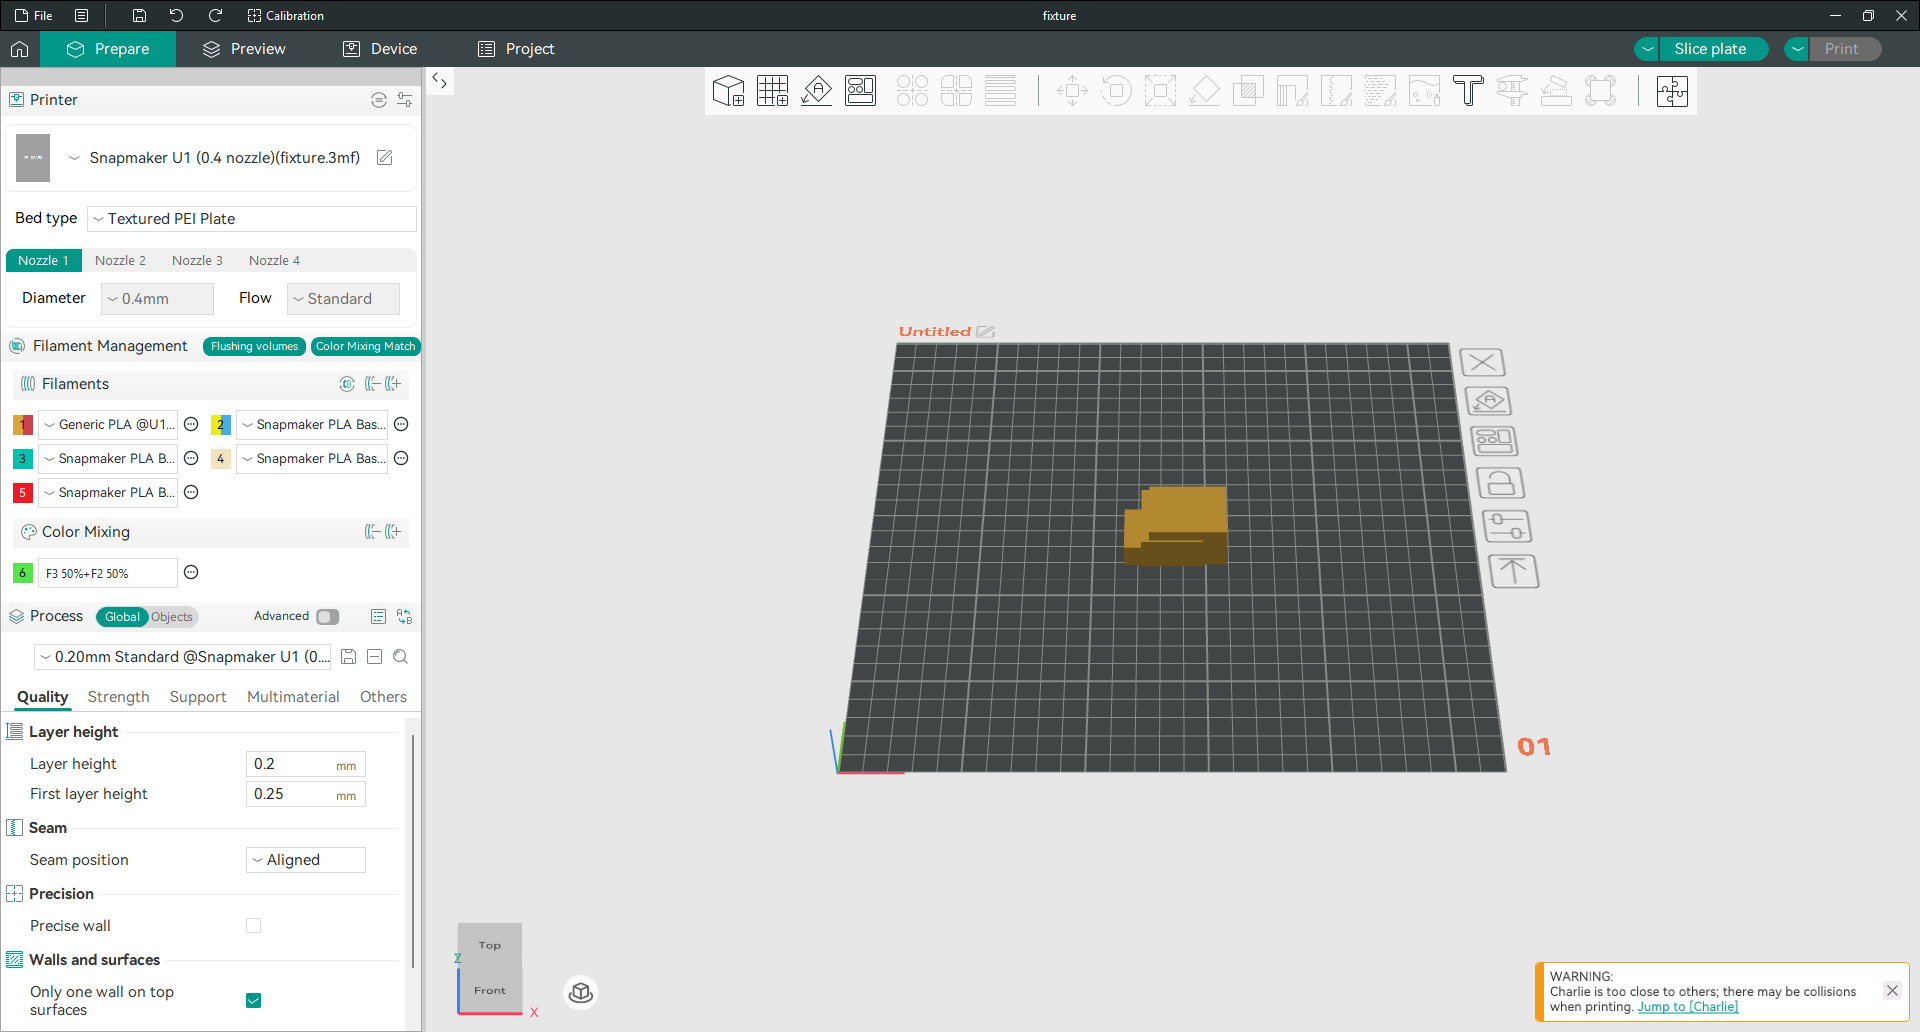 File
Calibration
fixture
Prepare
Preview
Device
Project
Slice plate
Print
Printer
Snapmaker U1 (0.4 nozzle)(fixture.3mf)
Bed type
Textured PEI Plate
Nozzle 1
Nozzle 2
Nozzle 3
Nozzle 4
Diameter
0.4mm
Flow
Standard
Filament Management
Flushing volumes
Color Mixing Match
Filaments
1
Generic PLA @U1...
2
Snapmaker PLA Bas...
3
Snapmaker PLA B...
4
Snapmaker PLA Bas...
5
Snapmaker PLA B...
Color Mixing
6
F3 50%+F2 50%
Process
Global
Objects
Advanced
0.20mm Standard @Snapmaker U1 (0....
Quality
Strength
Support
Multimaterial
Others
Layer height
Layer height
0.2
mm
First layer height
0.25
mm
Seam
Seam position
Aligned
Precision
Precise wall
Walls and surfaces
Only one wall on top
surfaces
Untitled
01
Top
Z
Front
X
WARNING:
Charlie is too close to others; there may be collisions
when printing. Jump to [Charlie]